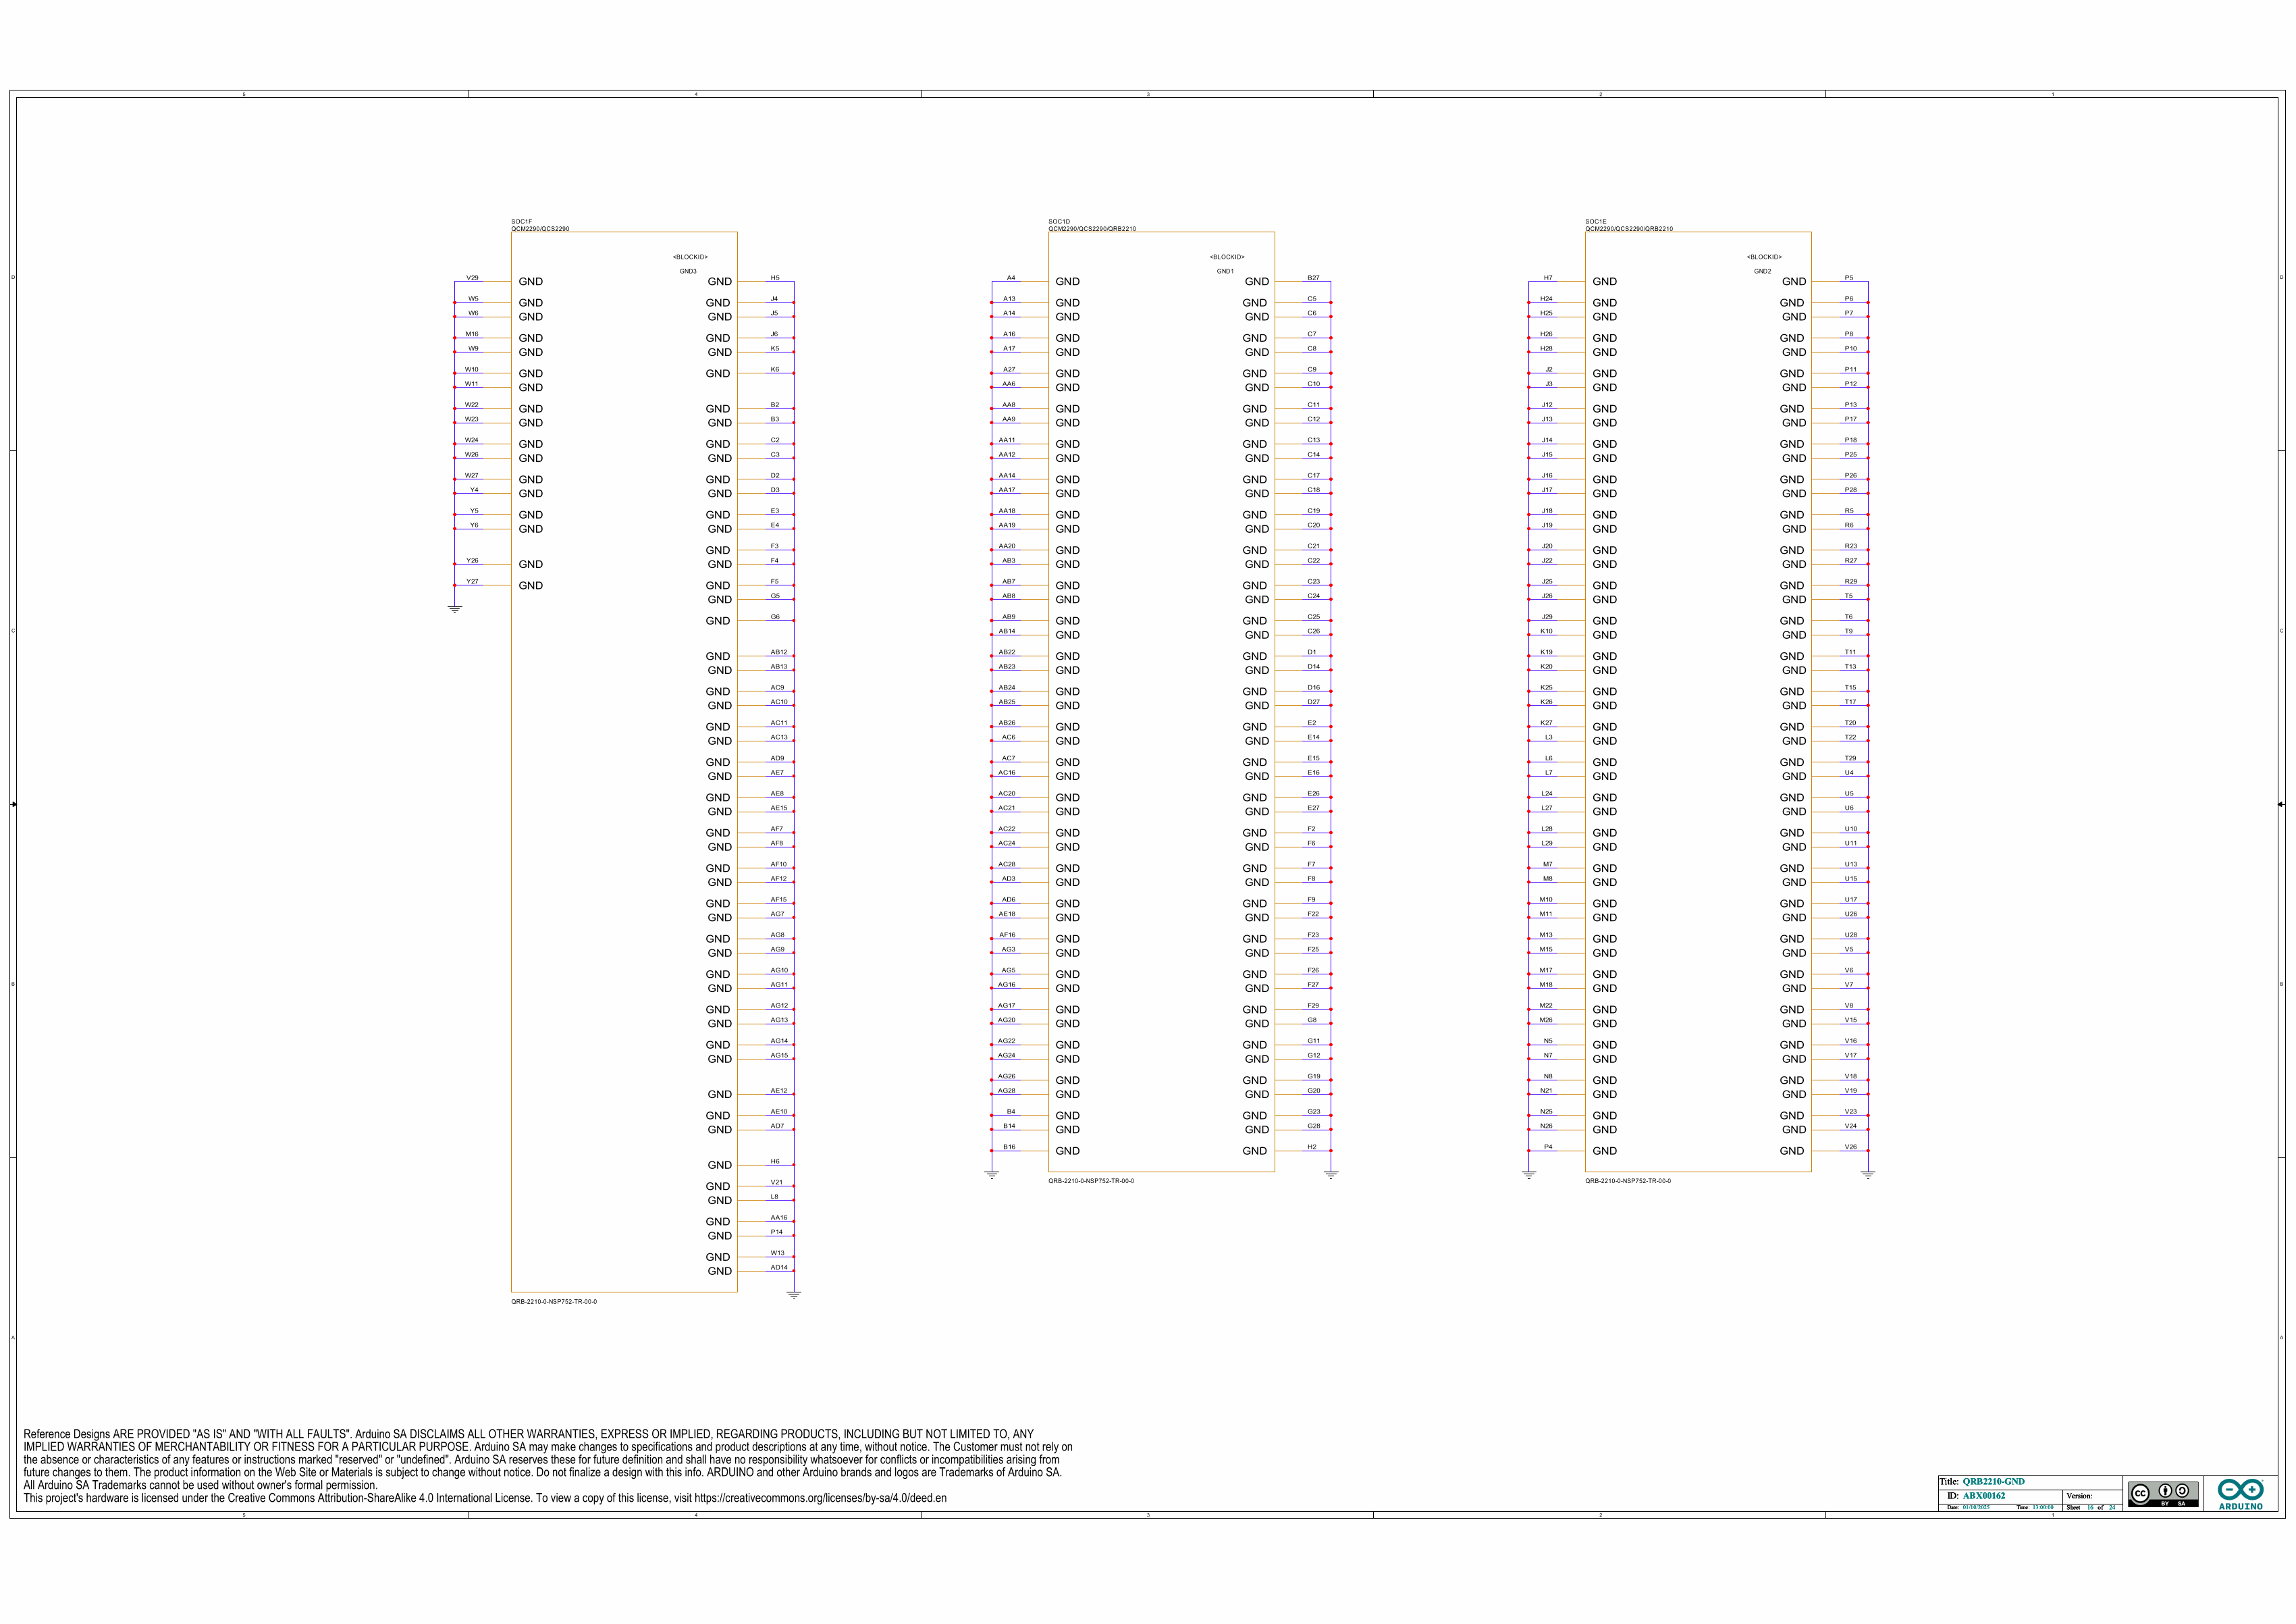 5 4 3 2 1
SOC1F
QCM2290/QCS2290
<BLOCKID>
GND3
V29 GND GND H5
W5 GND GND J4
W6 GND GND J5
M16 GND GND J6
W9 GND GND K5
W10 GND GND K6
W11 GND
W22 GND GND B2
W23 GND GND B3
W24 GND GND C2
W26 GND GND C3
W27 GND GND D2
Y4 GND GND D3
Y5 GND GND E3
Y6 GND GND E4
GND F3
Y26 GND GND F4
Y27 GND GND F5
GND G5
GND G6
GND AB12
GND AB13
GND AC9
GND AC10
GND AC11
GND AC13
GND AD9
GND AE7
GND AE8
GND AE15
GND AF7
GND AF8
GND AF10
GND AF12
GND AF15
GND AG7
GND AG8
GND AG9
GND AG10
GND AG11
GND AG12
GND AG13
GND AG14
GND AG15
GND AE12
GND AE10
GND AD7
GND H6
GND V21
GND L8
GND AA16
GND P14
GND W13
GND AD14
QRB-2210-0-NSP752-TR-00-0
SOC1D
QCM2290/QCS2290/QRB2210
<BLOCKID>
GND1
A4 GND GND B27
A13 GND GND C5
A14 GND GND C6
A16 GND GND C7
A17 GND GND C8
A27 GND GND C9
AA6 GND GND C10
AA8 GND GND C11
AA9 GND GND C12
AA11 GND GND C13
AA12 GND GND C14
AA14 GND GND C17
AA17 GND GND C18
AA18 GND GND C19
AA19 GND GND C20
AA20 GND GND C21
AB3 GND GND C22
AB7 GND GND C23
AB8 GND GND C24
AB9 GND GND C25
AB14 GND GND C26
AB22 GND GND D1
AB23 GND GND D14
AB24 GND GND D16
AB25 GND GND D27
AB26 GND GND E2
AC6 GND GND E14
AC7 GND GND E15
AC16 GND GND E16
AC20 GND GND E26
AC21 GND GND E27
AC22 GND GND F2
AC24 GND GND F6
AC28 GND GND F7
AD3 GND GND F8
AD6 GND GND F9
AE18 GND GND F22
AF16 GND GND F23
AG3 GND GND F25
AG5 GND GND F26
AG16 GND GND F27
AG17 GND GND F29
AG20 GND GND G8
AG22 GND GND G11
AG24 GND GND G12
AG26 GND GND G19
AG28 GND GND G20
B4 GND GND G23
B14 GND GND G28
B16 GND GND H2
QRB-2210-0-NSP752-TR-00-0
SOC1E
QCM2290/QCS2290/QRB2210
<BLOCKID>
GND2
H7 GND GND P5
H24 GND GND P6
H25 GND GND P7
H26 GND GND P8
H28 GND GND P10
J2 GND GND P11
J3 GND GND P12
J12 GND GND P13
J13 GND GND P17
J14 GND GND P18
J15 GND GND P25
J16 GND GND P26
J17 GND GND P28
J18 GND GND R5
J19 GND GND R6
J20 GND GND R23
J22 GND GND R27
J25 GND GND R29
J26 GND GND T5
J29 GND GND T6
K10 GND GND T9
K19 GND GND T11
K20 GND GND T13
K25 GND GND T15
K26 GND GND T17
K27 GND GND T20
L3 GND GND T22
L6 GND GND T29
L7 GND GND U4
L24 GND GND U5
L27 GND GND U6
L28 GND GND U10
L29 GND GND U11
M7 GND GND U13
M8 GND GND U15
M10 GND GND U17
M11 GND GND U26
M13 GND GND U28
M15 GND GND V5
M17 GND GND V6
M18 GND GND V7
M22 GND GND V8
M26 GND GND V15
N5 GND GND V16
N7 GND GND V17
N8 GND GND V18
N21 GND GND V19
N25 GND GND V23
N26 GND GND V24
P4 GND GND V26
QRB-2210-0-NSP752-TR-00-0
D D
C C
B B
A A
Reference Designs ARE PROVIDED "AS IS" AND "WITH ALL FAULTS". Arduino SA DISCLAIMS ALL OTHER WARRANTIES, EXPRESS OR IMPLIED, REGARDING PRODUCTS, INCLUDING BUT NOT LIMITED TO, ANY
IMPLIED WARRANTIES OF MERCHANTABILITY OR FITNESS FOR A PARTICULAR PURPOSE. Arduino SA may make changes to specifications and product descriptions at any time, without notice. The Customer must not rely on
the absence or characteristics of any features or instructions marked "reserved" or "undefined". Arduino SA reserves these for future definition and shall have no responsibility whatsoever for conflicts or incompatibilities arising from
future changes to them. The product information on the Web Site or Materials is subject to change without notice. Do not finalize a design with this info. ARDUINO and other Arduino brands and logos are Trademarks of Arduino SA.
All Arduino SA Trademarks cannot be used without owner's formal permission.
This project's hardware is licensed under the Creative Commons Attribution-ShareAlike 4.0 International License. To view a copy of this license, visit https://creativecommons.org/licenses/by-sa/4.0/deed.en
Title: QRB2210-GND
ID: ABX00162 Version:
Date: 01/10/2025 Time: 13:00:00 Sheet 16 of 24
CC BY SA
ARDUINO
5 4 3 2 1